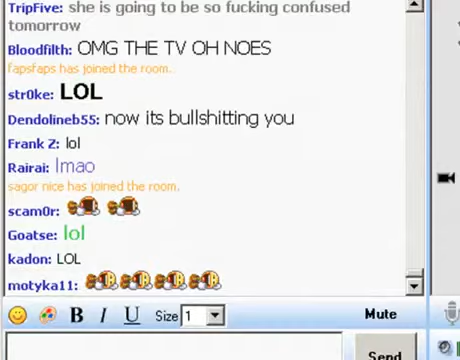 TripFive: she is going to be so fucking confused
tomorrow
Bloodfilth: OMG THE TV OH NOES
fapsfaps has joined the room.
str0ke: LOL
Dendolineb55: now its bullshitting you
Frank Z: lol
Rairai: lmao
sagor nice has joined the room.
scam0r:
Goatse: lol
kadon: LOL
motyka11:
B I U Size 1 Mute
Send